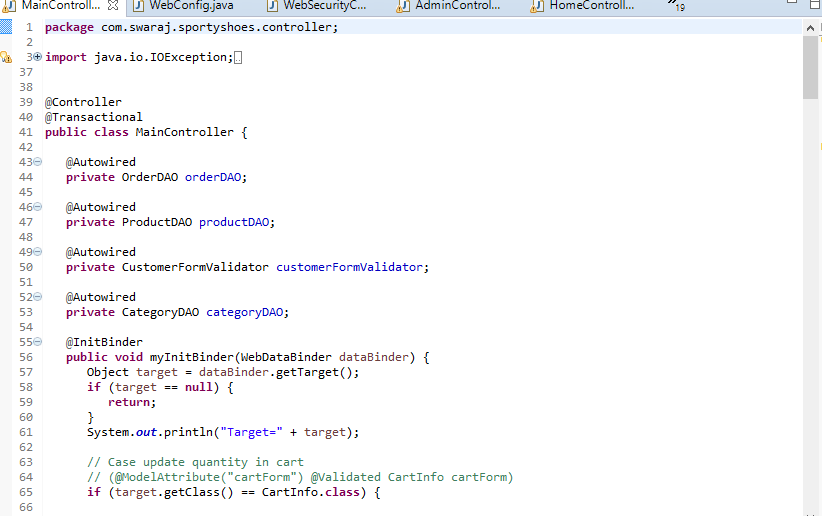 MainControll... WebConfig.java WebSecurityC... AdminControl... HomeControll... »19
1 package com.swaraj.sportyshoes.controller;
2
3 import java.io.IOException;
37
38
39 @Controller
40 @Transactional
41 public class MainController {
42
43 @Autowired
44 private OrderDAO orderDAO;
45
46 @Autowired
47 private ProductDAO productDAO;
48
49 @Autowired
50 private CustomerFormValidator customerFormValidator;
51
52 @Autowired
53 private CategoryDAO categoryDAO;
54
55 @InitBinder
56 public void myInitBinder(WebDataBinder dataBinder) {
57 Object target = dataBinder.getTarget();
58 if (target == null) {
59 return;
60 }
61 System.out.println("Target=" + target);
62
63 // Case update quantity in cart
64 // (@ModelAttribute("cartForm") @Validated CartInfo cartForm)
65 if (target.getClass() == CartInfo.class) {
66